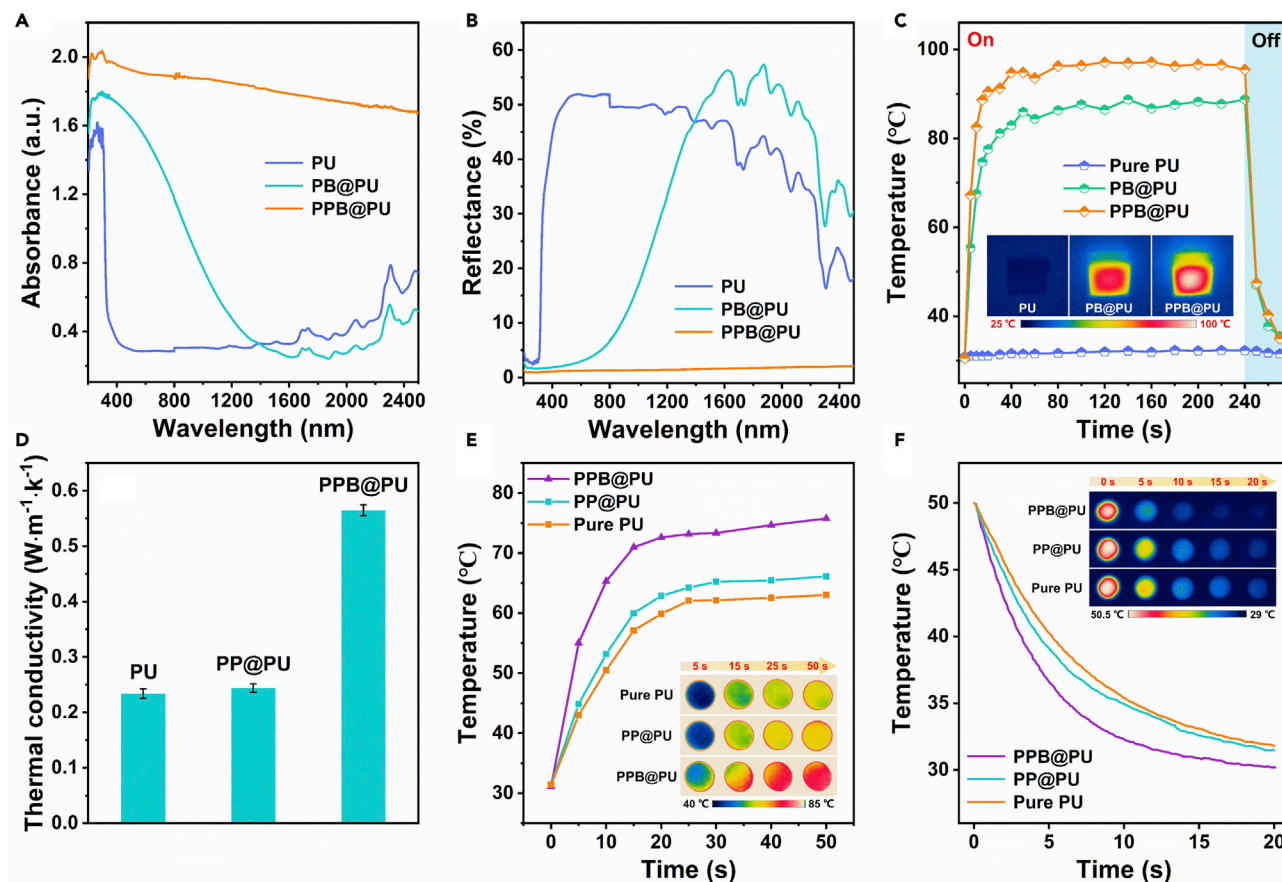 A
Absorbance (a.u.)
2.0
1.6
1.2
0.8
0.4
PU
PB@PU
PPB@PU
400 800 1200 1600 2000 2400
Wavelength (nm)
B
Reflectance (%)
65
60
50
40
30
20
10
0
PU
PB@PU
PPB@PU
400 800 1200 1600 2000 2400
Wavelength (nm)
C
On
Off
Temperature (℃)
100
80
60
40
Pure PU
PB@PU
PPB@PU
PU PB@PU PPB@PU
25 ℃ 100 ℃
0 40 80 120 160 200 240
Time (s)
D
Thermal conductivity (W·m⁻¹·k⁻¹)
0.6
0.5
0.4
0.3
0.2
0.1
0.0
PU
PP@PU
PPB@PU
E
Temperature (℃)
90
75
60
45
30
PPB@PU
PP@PU
Pure PU
5 s 15 s 25 s 50 s
Pure PU
PP@PU
PPB@PU
40 ℃ 85 ℃
0 10 20 30 40 50
Time (s)
F
Temperature (℃)
50
45
40
35
30
0 s 5 s 10 s 15 s 20 s
PPB@PU
PP@PU
Pure PU
50.5 ℃ 29 ℃
PPB@PU
PP@PU
Pure PU
0 5 10 15 20
Time (s)